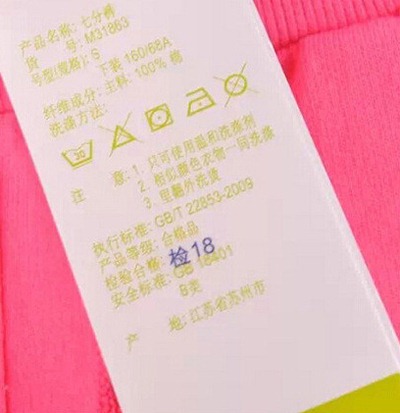 产品名称: 七分裤
货 号: M31863
号型(规格): S 下装 160/68A
纤维成分: 主料: 100% 棉
洗涤方法:
30
注 意: 1. 只可使用温和洗涤剂
2. 相似颜色衣物一同洗涤
3. 里翻外洗烫
执行标准: GB/T 22853-2009
产品等级: 合格品
检验合格: 检18
安全标准: GB 18401
B类
产 地: 江苏省苏州市